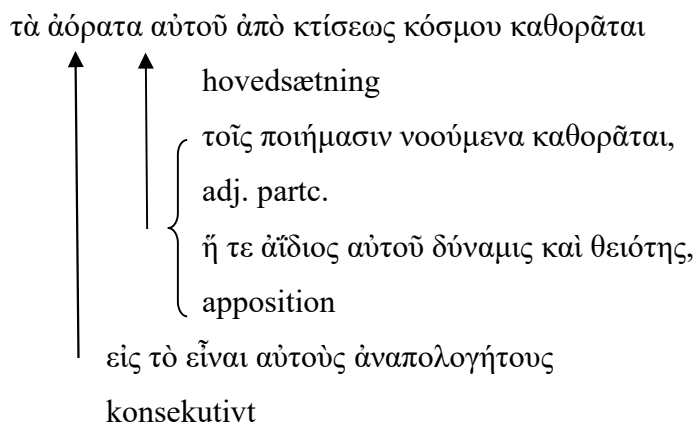 τὰ ἀόρατα αὐτοῦ ἀπὸ κτίσεως κόσμου καθορᾶται
hovedsætning
τοῖς ποιήμασιν νοούμενα καθορᾶται,
adj. partc.
ἥ τε ἀΐδιος αὐτοῦ δύναμις καὶ θειότης,
apposition
εἰς τὸ εἶναι αὐτοὺς ἀναπολογήτους
konsekutivt